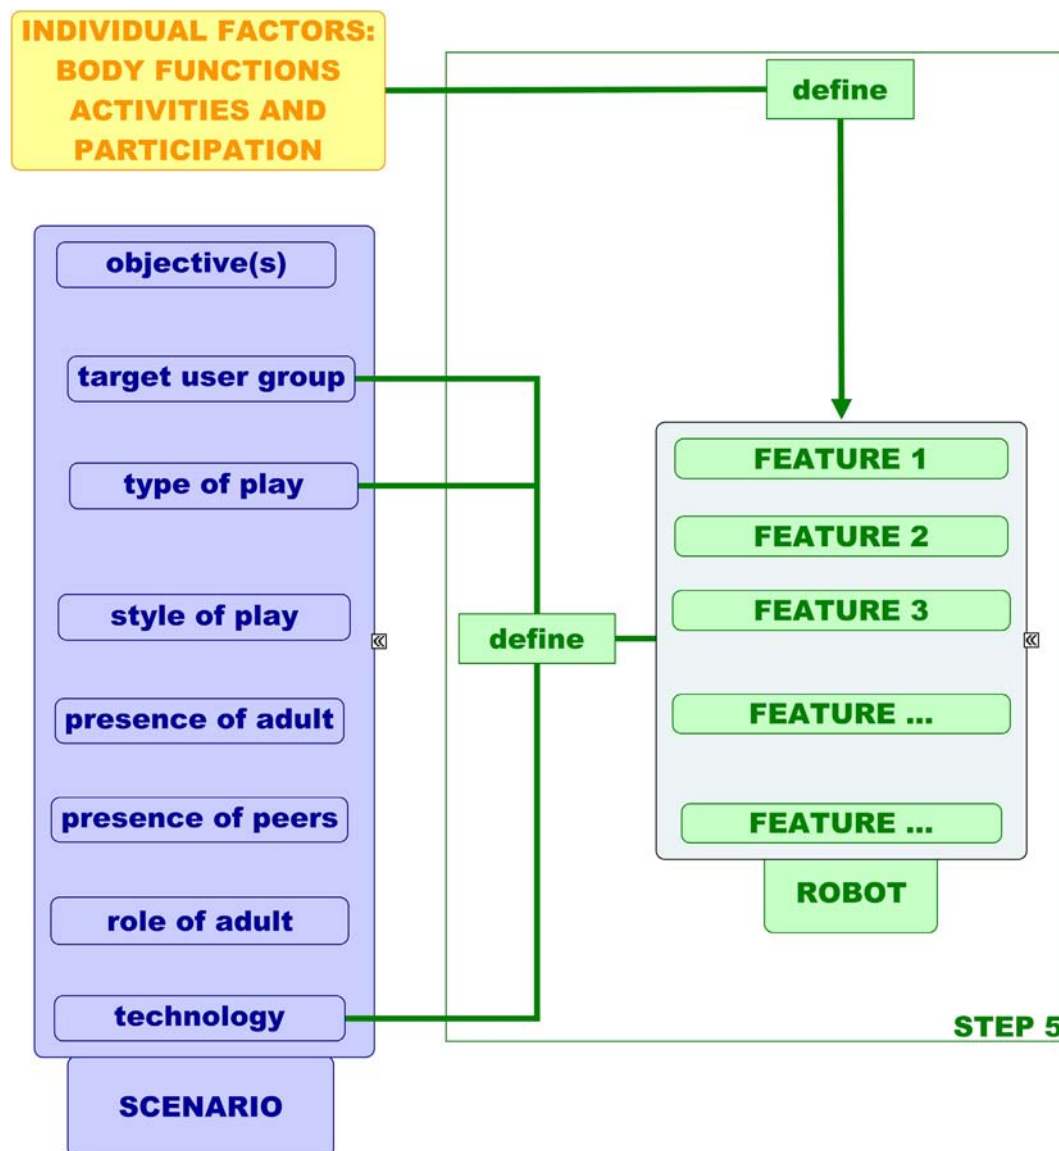 INDIVIDUAL FACTORS:
BODY FUNCTIONS
ACTIVITIES AND
PARTICIPATION
define
objective(s)
target user group
type of play
style of play
presence of adult
presence of peers
role of adult
technology
SCENARIO
define
FEATURE 1
FEATURE 2
FEATURE 3
FEATURE ...
FEATURE ...
ROBOT
STEP 5